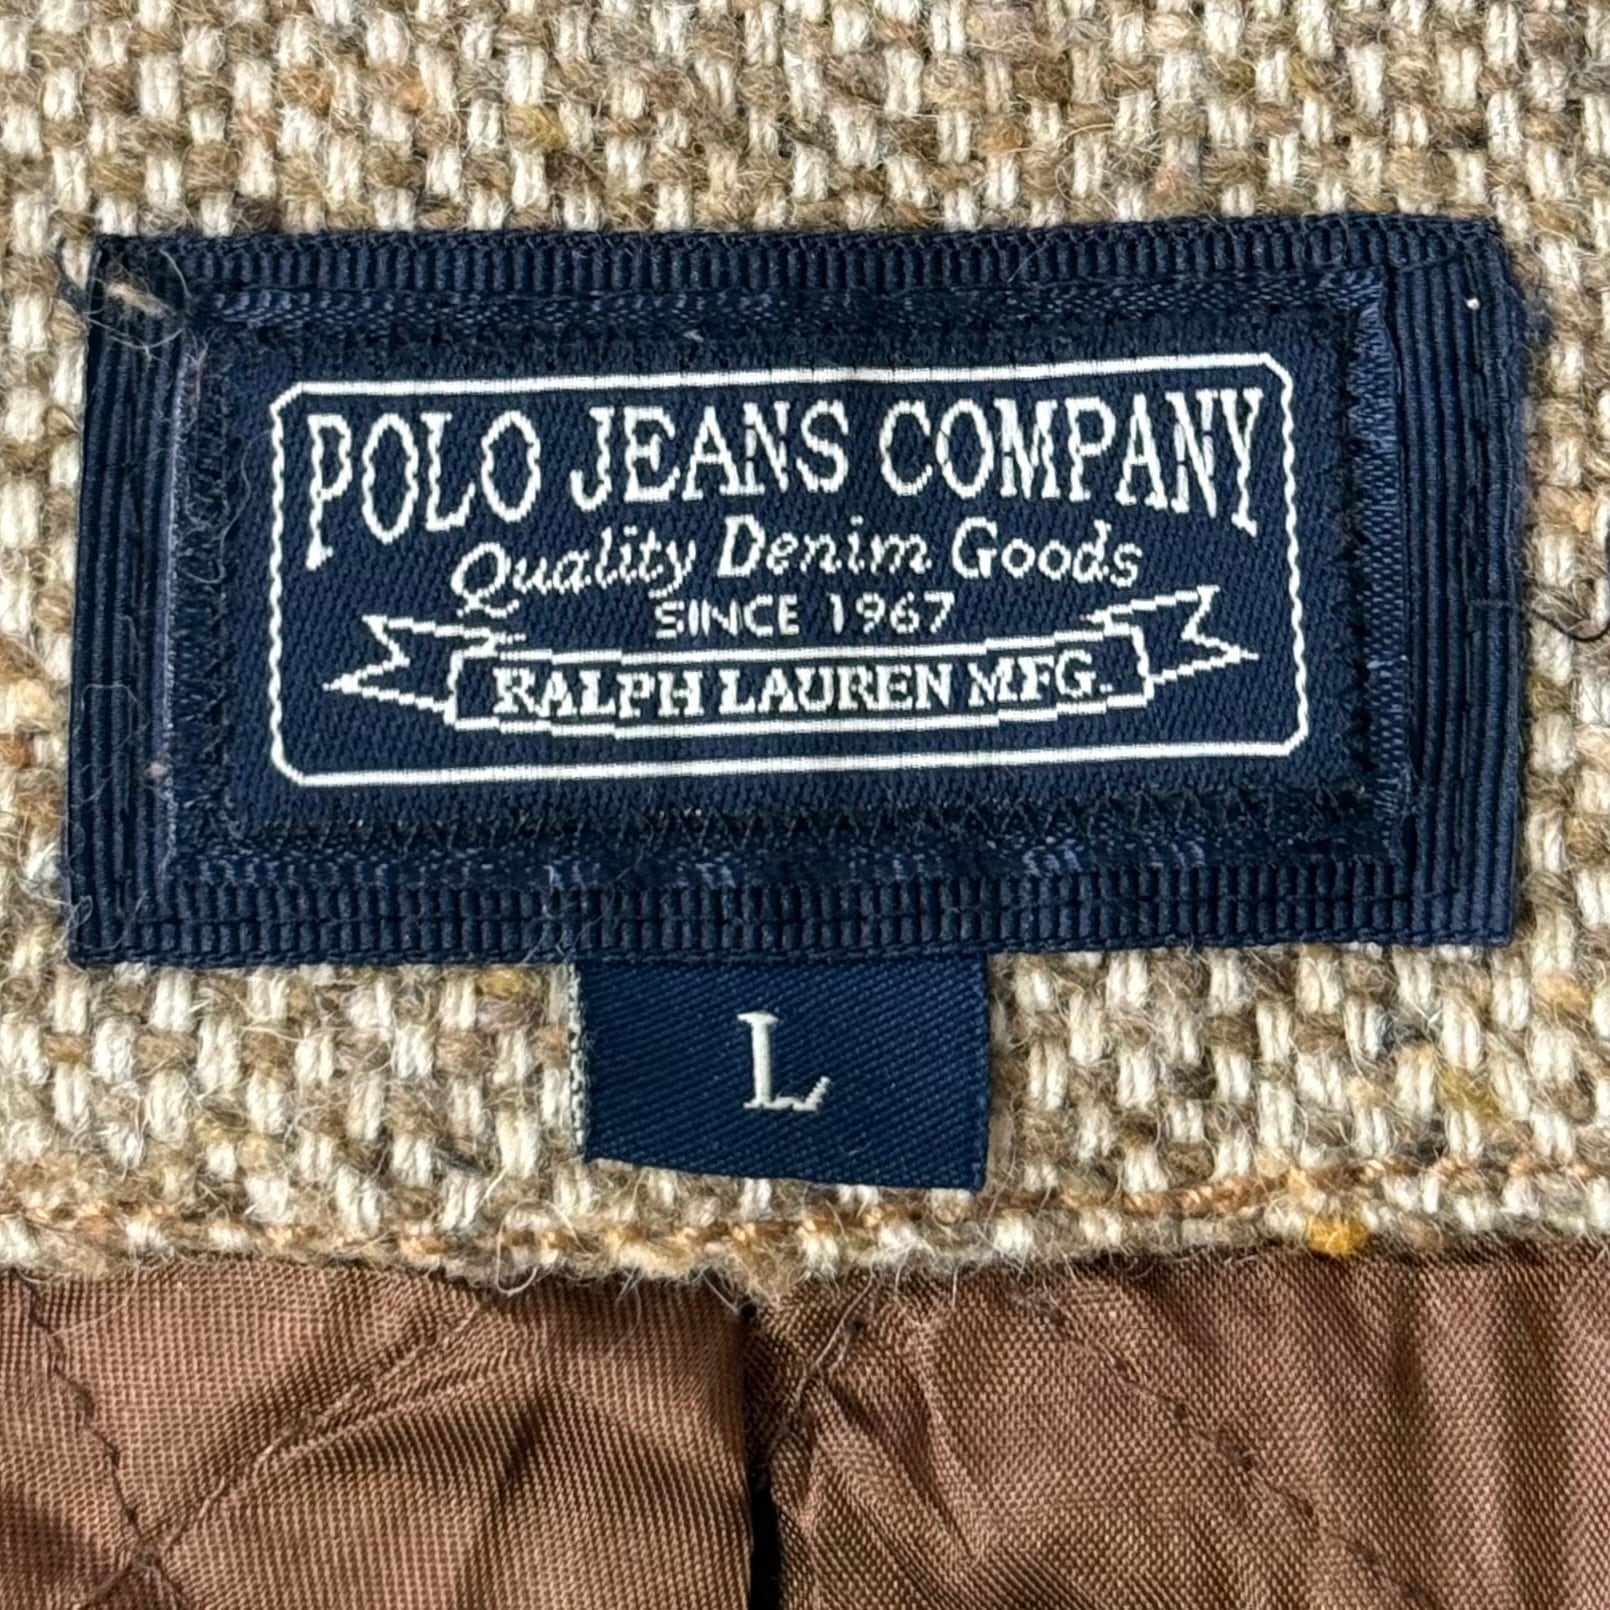 POLO JEANS COMPANY
Quality Denim Goods
SINCE 1967
RALPH LAUREN MFG.
L